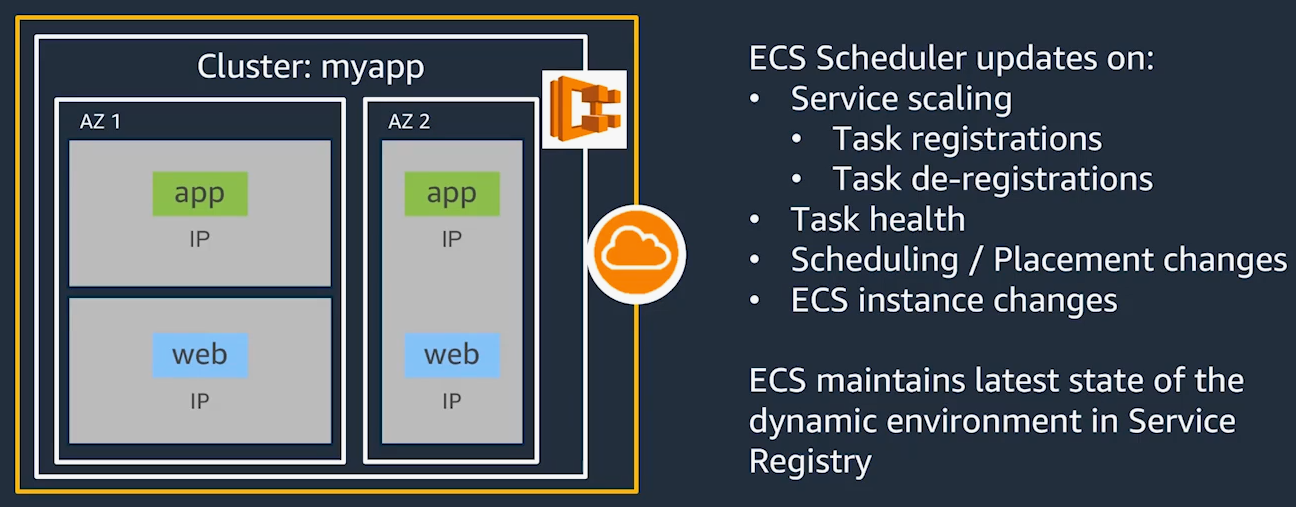 Cluster: myapp
AZ 1
AZ 2
app
IP
app
IP
web
IP
web
IP
ECS Scheduler updates on:
• Service scaling
• Task registrations
• Task de-registrations
• Task health
• Scheduling / Placement changes
• ECS instance changes
ECS maintains latest state of the
dynamic environment in Service
Registry